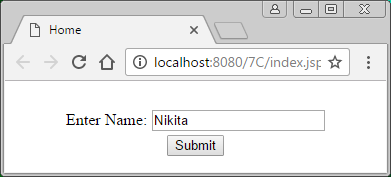 Home
localhost:8080/7C/index.jsp
Enter Name: Nikita
Submit